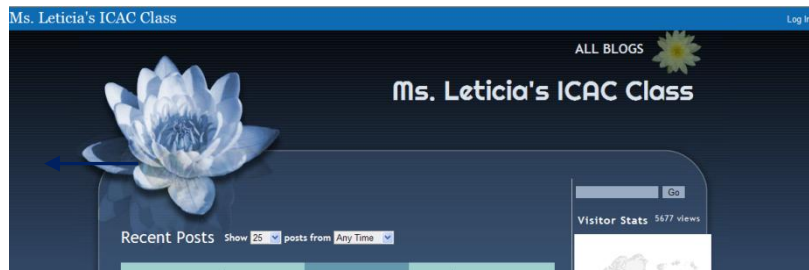 Ms. Leticia's ICAC Class
Log In
ALL BLOGS
Ms. Leticia's ICAC Class
Go
Visitor Stats 5677 views
Recent Posts Show 25 posts from Any Time